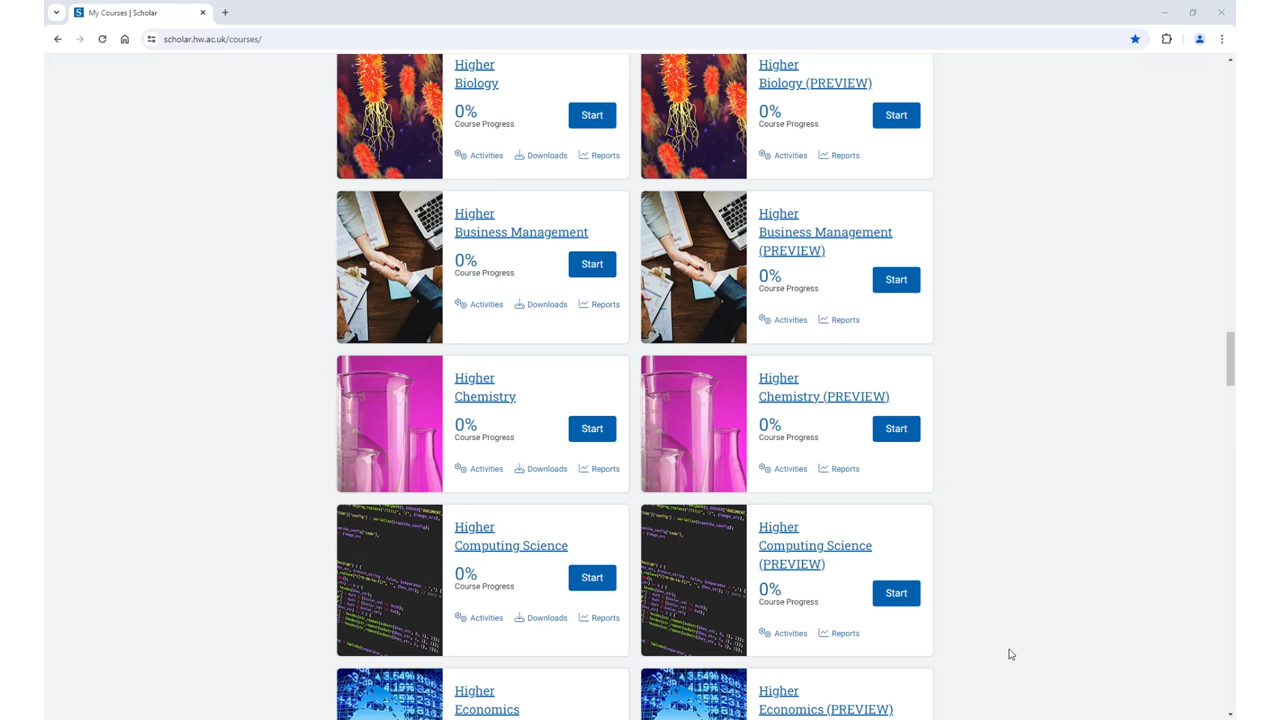 My Courses | Scholar
scholar.hw.ac.uk/courses/
Higher
Biology
0%
Course Progress
Start
Activities Downloads Reports
Higher
Biology (PREVIEW)
0%
Course Progress
Start
Activities Reports
Higher
Business Management
0%
Course Progress
Start
Activities Downloads Reports
Higher
Business Management
(PREVIEW)
0%
Course Progress
Start
Activities Reports
Higher
Chemistry
0%
Course Progress
Start
Activities Downloads Reports
Higher
Chemistry (PREVIEW)
0%
Course Progress
Start
Activities Reports
Higher
Computing Science
0%
Course Progress
Start
Activities Downloads Reports
Higher
Computing Science
(PREVIEW)
0%
Course Progress
Start
Activities Reports
Higher
Economics
Higher
Economics (PREVIEW)